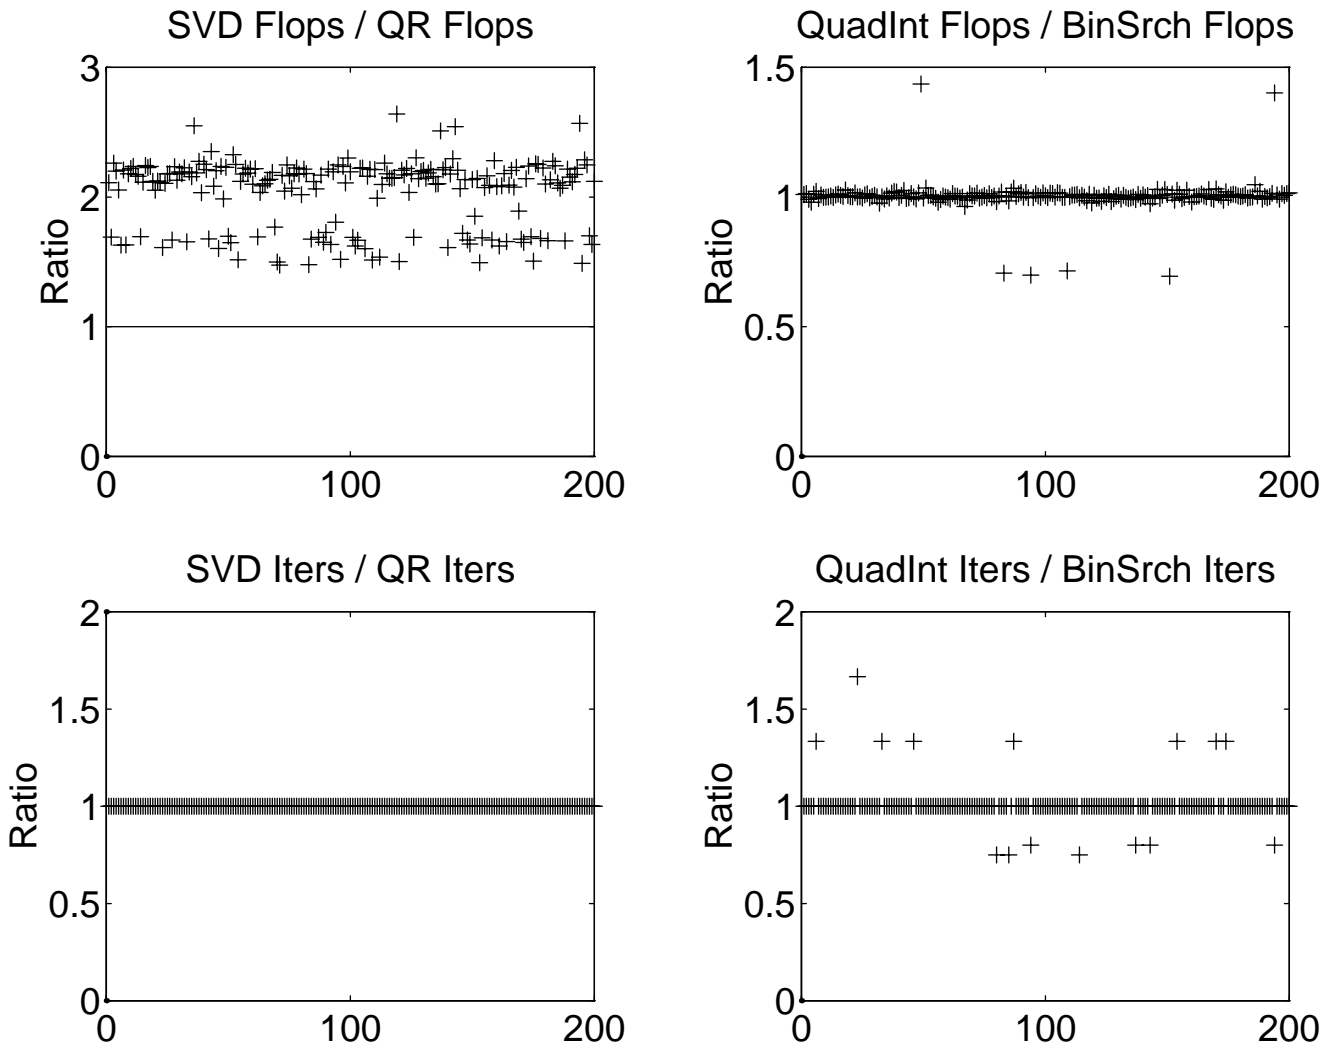 SVD Flops / QR Flops
3
2
1
0
Ratio
0 100 200
QuadInt Flops / BinSrch Flops
1.5
1
0.5
0
Ratio
0 100 200
SVD Iters / QR Iters
2
1.5
1
0.5
0
Ratio
0 100 200
QuadInt Iters / BinSrch Iters
2
1.5
1
0.5
0
Ratio
0 100 200